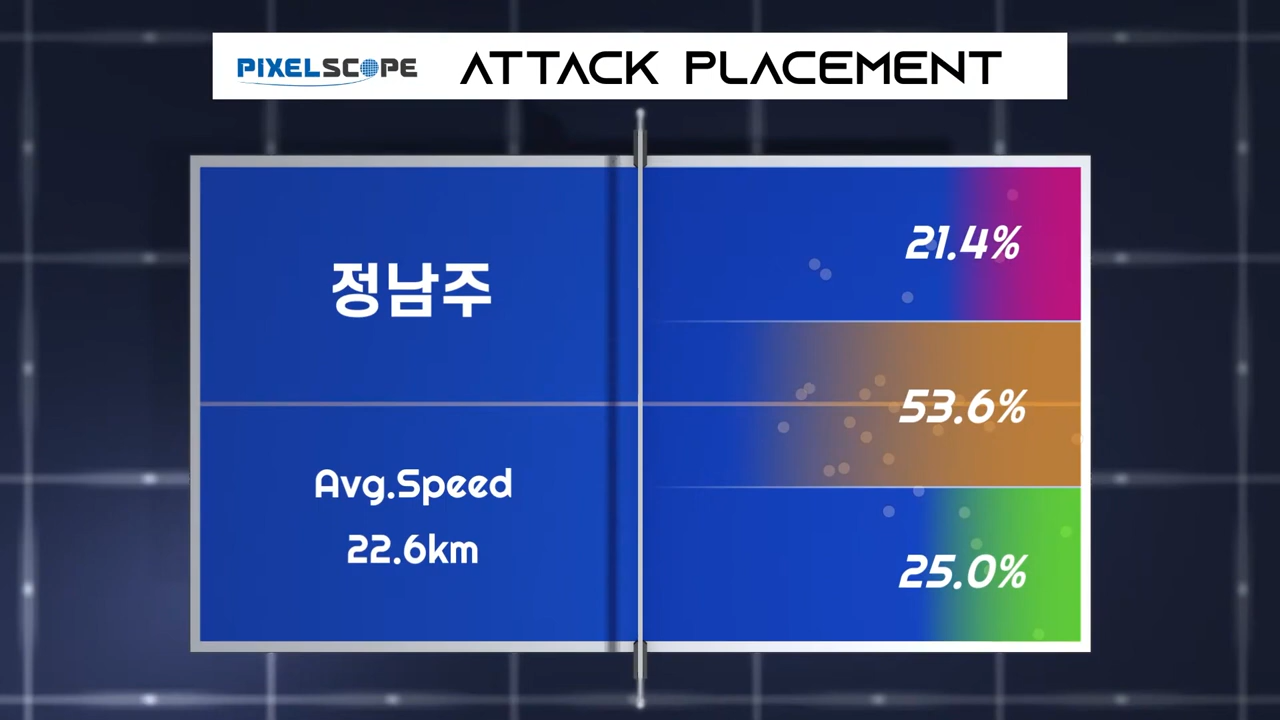 PIXELSCOPE ATTACK PLACEMENT
정남주
Avg.Speed
22.6km
21.4%
53.6%
25.0%